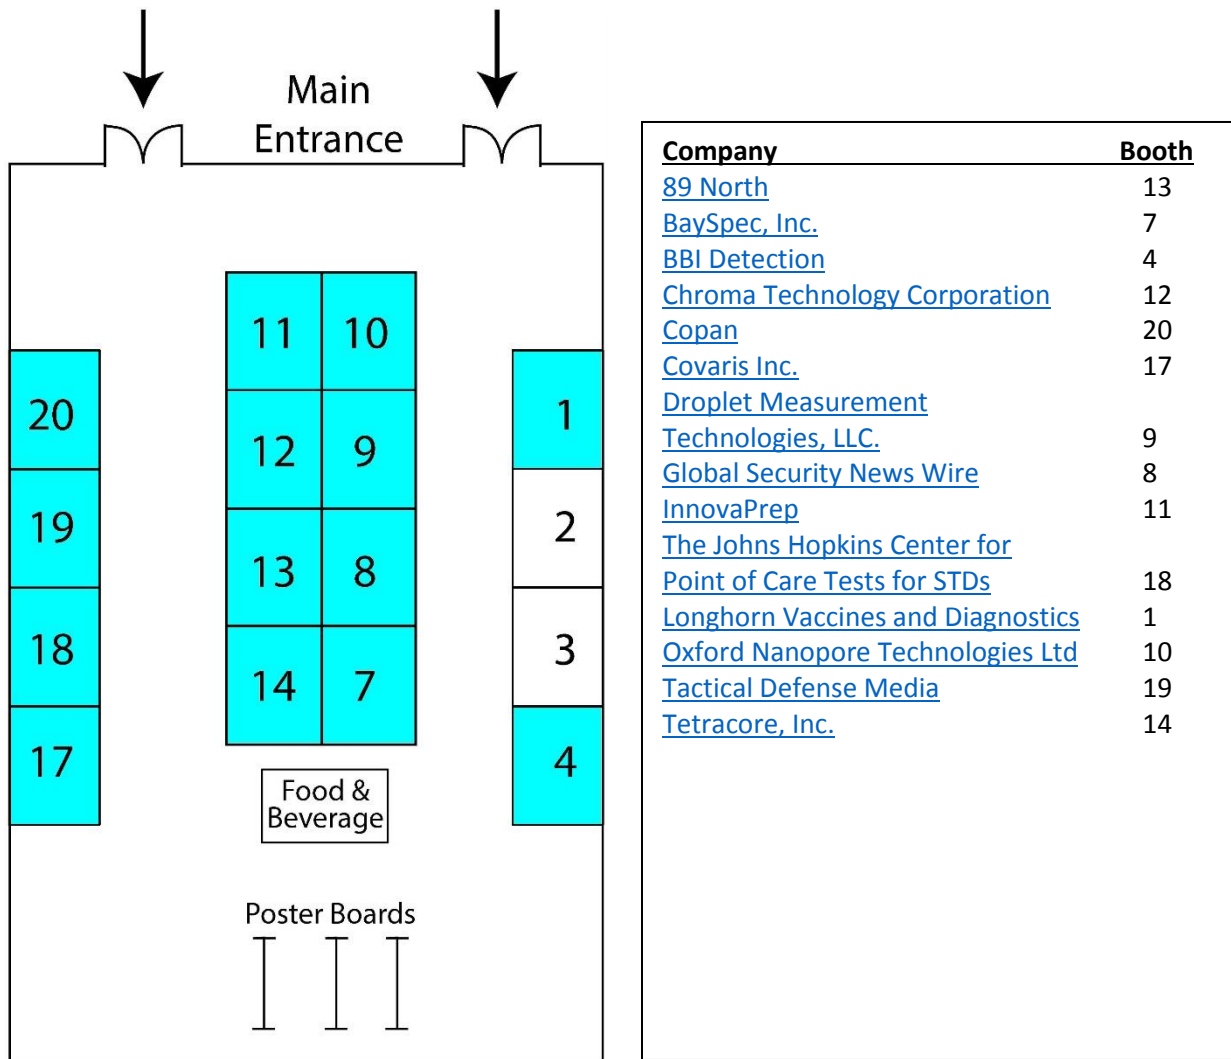 Main
Entrance
11 10
20 1
12 9
19 2
13 8
18 3
14 7
17 4
Food &
Beverage
Poster Boards
Company Booth
89 North 13
BaySpec, Inc. 7
BBI Detection 4
Chroma Technology Corporation 12
Copan 20
Covaris Inc. 17
Droplet Measurement
Technologies, LLC. 9
Global Security News Wire 8
InnovaPrep 11
The Johns Hopkins Center for
Point of Care Tests for STDs 18
Longhorn Vaccines and Diagnostics 1
Oxford Nanopore Technologies Ltd 10
Tactical Defense Media 19
Tetracore, Inc. 14